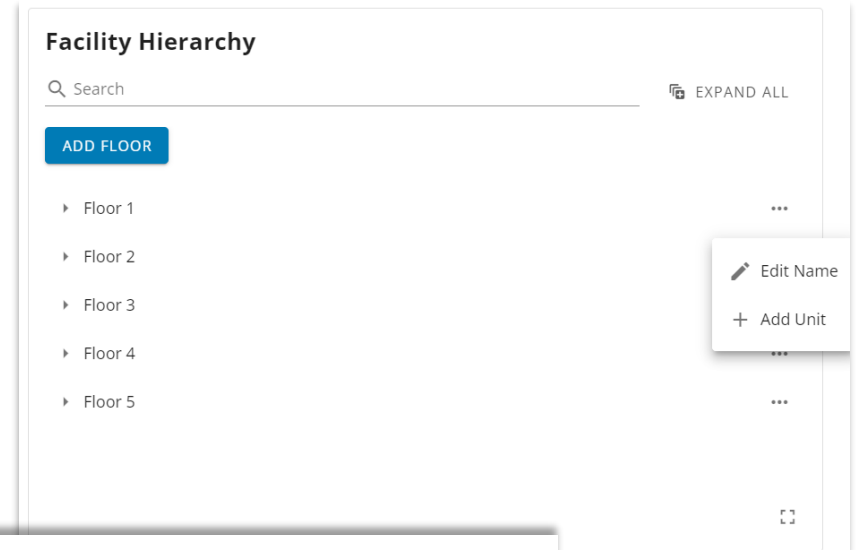 Facility Hierarchy
Search
EXPAND ALL
ADD FLOOR
Floor 1
Floor 2
Edit Name
Floor 3
Add Unit
Floor 4
Floor 5